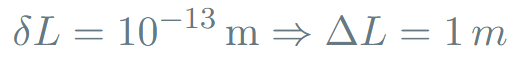 δL = 10⁻¹³ m ⇒ ΔL = 1 m